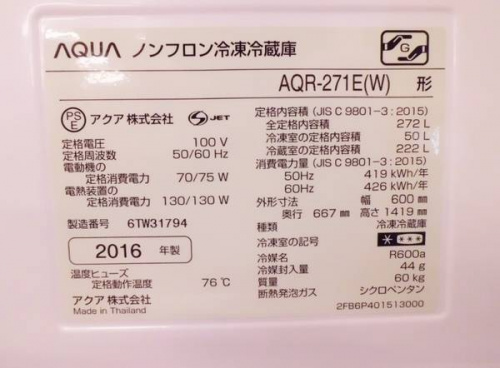 AQUA ノンフロン冷凍冷蔵庫
G
AQR-271E(W) 形
PS E アクア 株式会社 S JET
定格電圧 100 V
定格周波数 50/60 Hz
電動機の
定格消費電力 70/75 W
電熱装置の
定格消費電力 130/130 W
製造番号 6TW31794
2016 年製
温度ヒューズ
定格動作温度 76℃
アクア 株式会社
Made in Thailand
定格内容積 (JIS C 9801-3:2015)
全定格内容積 272 L
冷凍室の定格内容積 50 L
冷蔵室の定格内容積 222 L
消費電力量 (JIS C 9801-3:2015)
50Hz 419 kWh/年
60Hz 426 kWh/年
外形寸法 幅 600 mm
奥行 667 mm 高さ 1419 mm
種類 冷凍冷蔵庫
冷凍室の記号
冷媒名 R600a
冷媒封入量 44 g
質量 60 kg
断熱発泡ガス シクロペンタン
2FB6P401513000